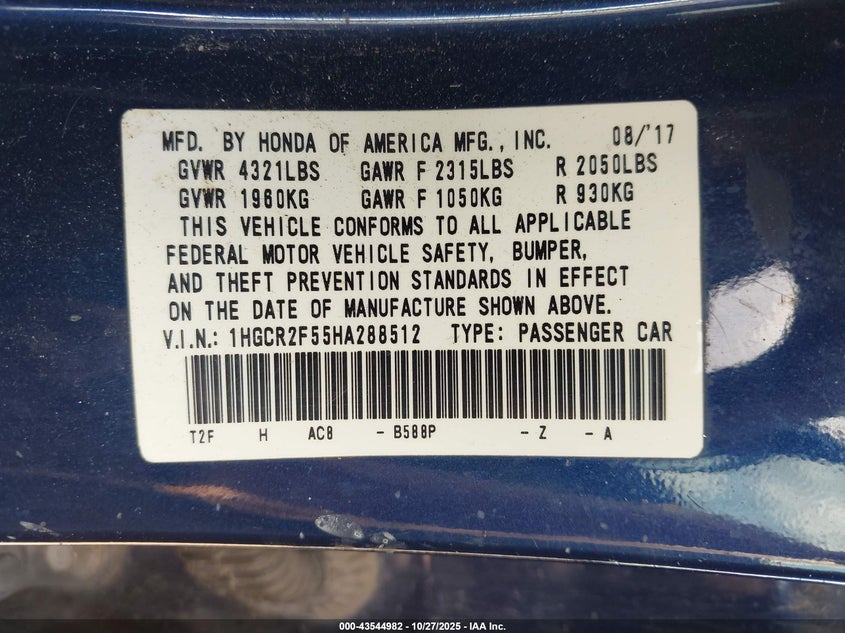 MFD. BY HONDA OF AMERICA MFG., INC. 08/'17
GVWR 4321LBS GAWR F 2315LBS R 2050LBS
GVWR 1960KG GAWR F 1050KG R 930KG
THIS VEHICLE CONFORMS TO ALL APPLICABLE
FEDERAL MOTOR VEHICLE SAFETY, BUMPER,
AND THEFT PREVENTION STANDARDS IN EFFECT
ON THE DATE OF MANUFACTURE SHOWN ABOVE.
V.I.N.: 1HGCR2F55HA288512 TYPE: PASSENGER CAR
T2F H AC8 - B588P - Z - A
000-43544982 | 10/27/2025 - IAA Inc.